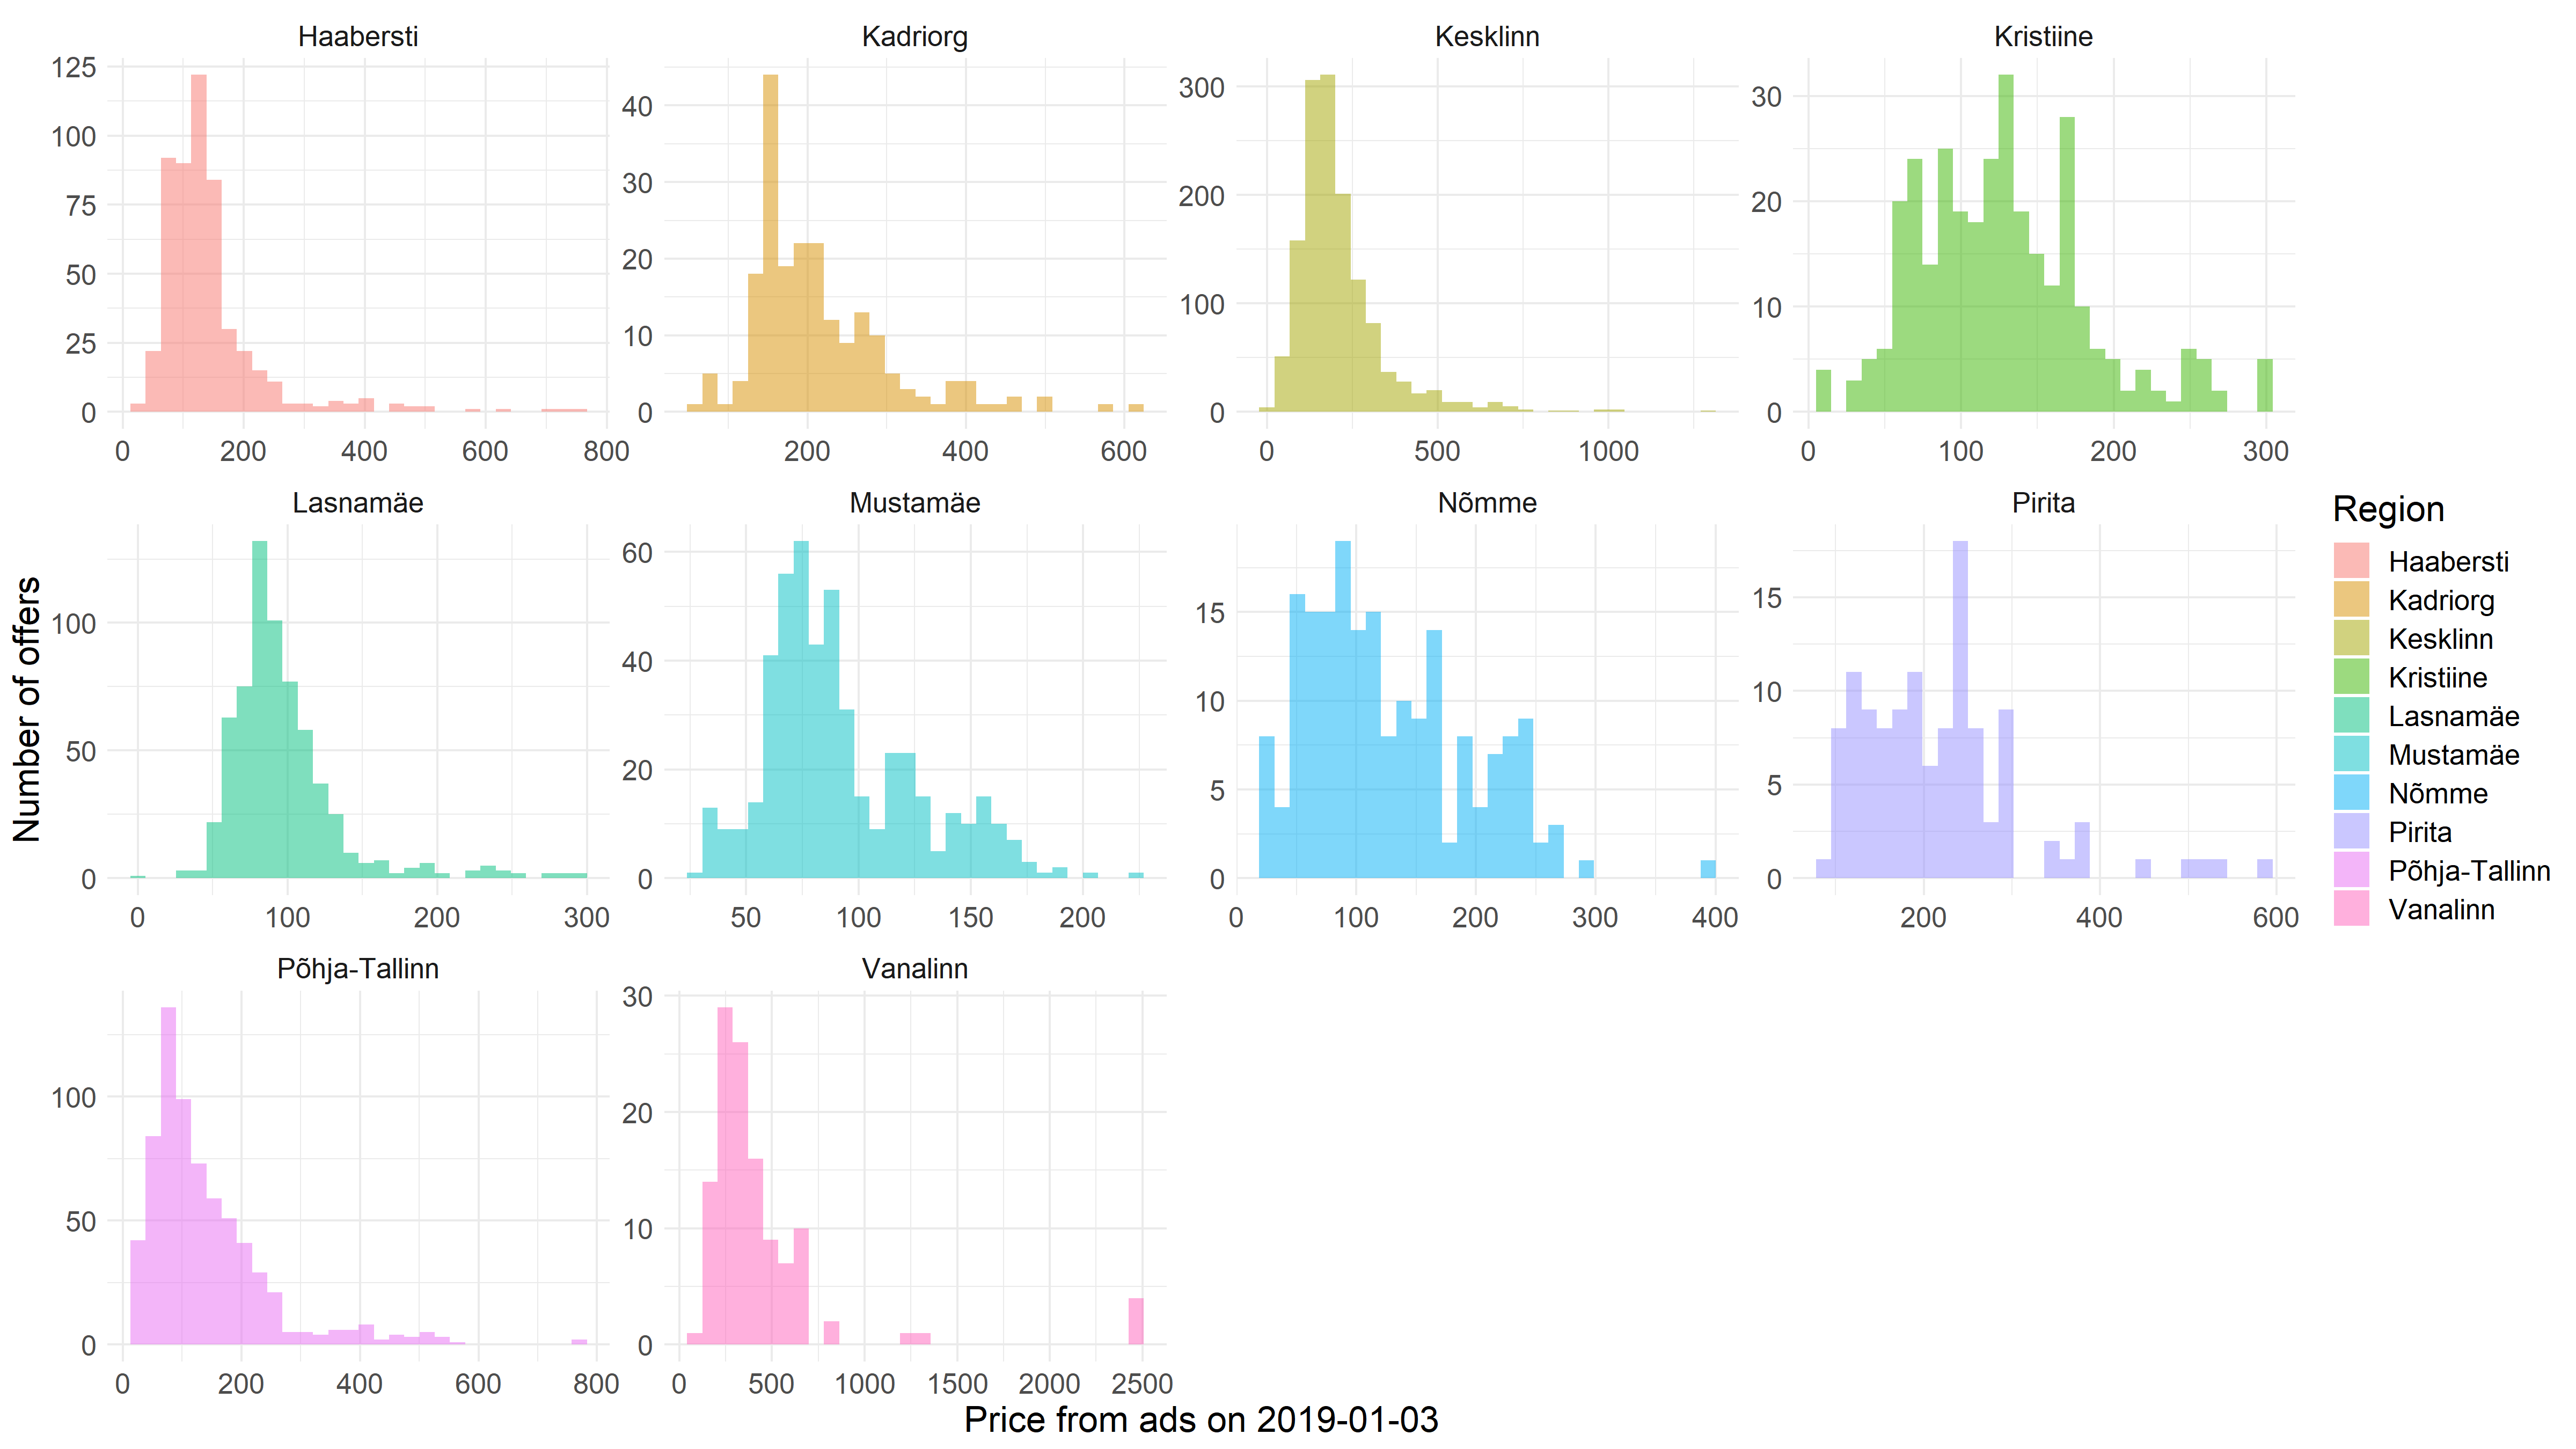 Haabersti
Kadriorg
Kesklinn
Kristiine
125
100
75
50
25
0
0 200 400 600 800
40
30
20
10
0
200 400 600
300
200
100
0
0 500 1000
30
20
10
0
0 100 200 300
Lasnamäe
Mustamäe
Nõmme
Pirita
100
50
0
0 100 200 300
60
40
20
0
50 100 150 200
15
10
5
0
0 100 200 300 400
15
10
5
0
200 400 600
Põhja-Tallinn
Vanalinn
100
50
0
0 200 400 600 800
30
20
10
0
0 500 1000 1500 2000 2500
Number of offers
Price from ads on 2019-01-03
Region
Haabersti
Kadriorg
Kesklinn
Kristiine
Lasnamäe
Mustamäe
Nõmme
Pirita
Põhja-Tallinn
Vanalinn